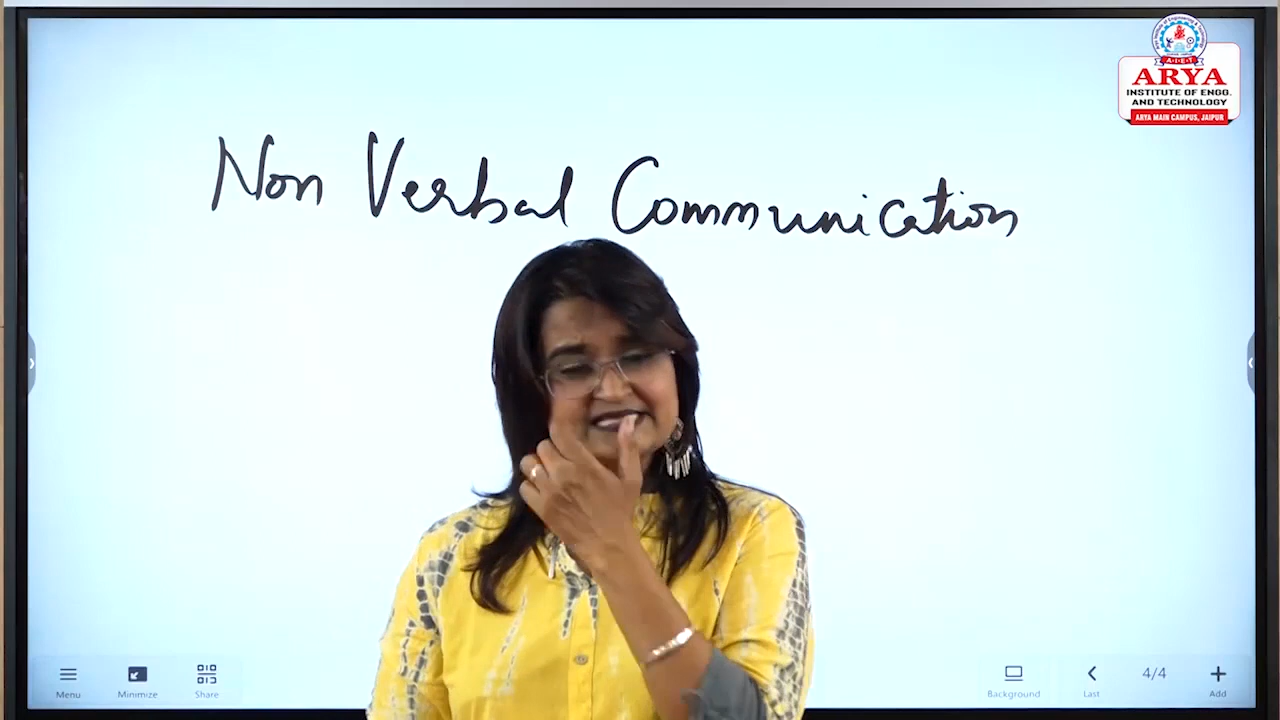 A.I.E.T
ARYA
INSTITUTE OF ENGG.
AND TECHNOLOGY
ARYA MAIN CAMPUS, JAIPUR
Non Verbal Communication
Menu
Minimize
Share
Background
Last
4/4
Add